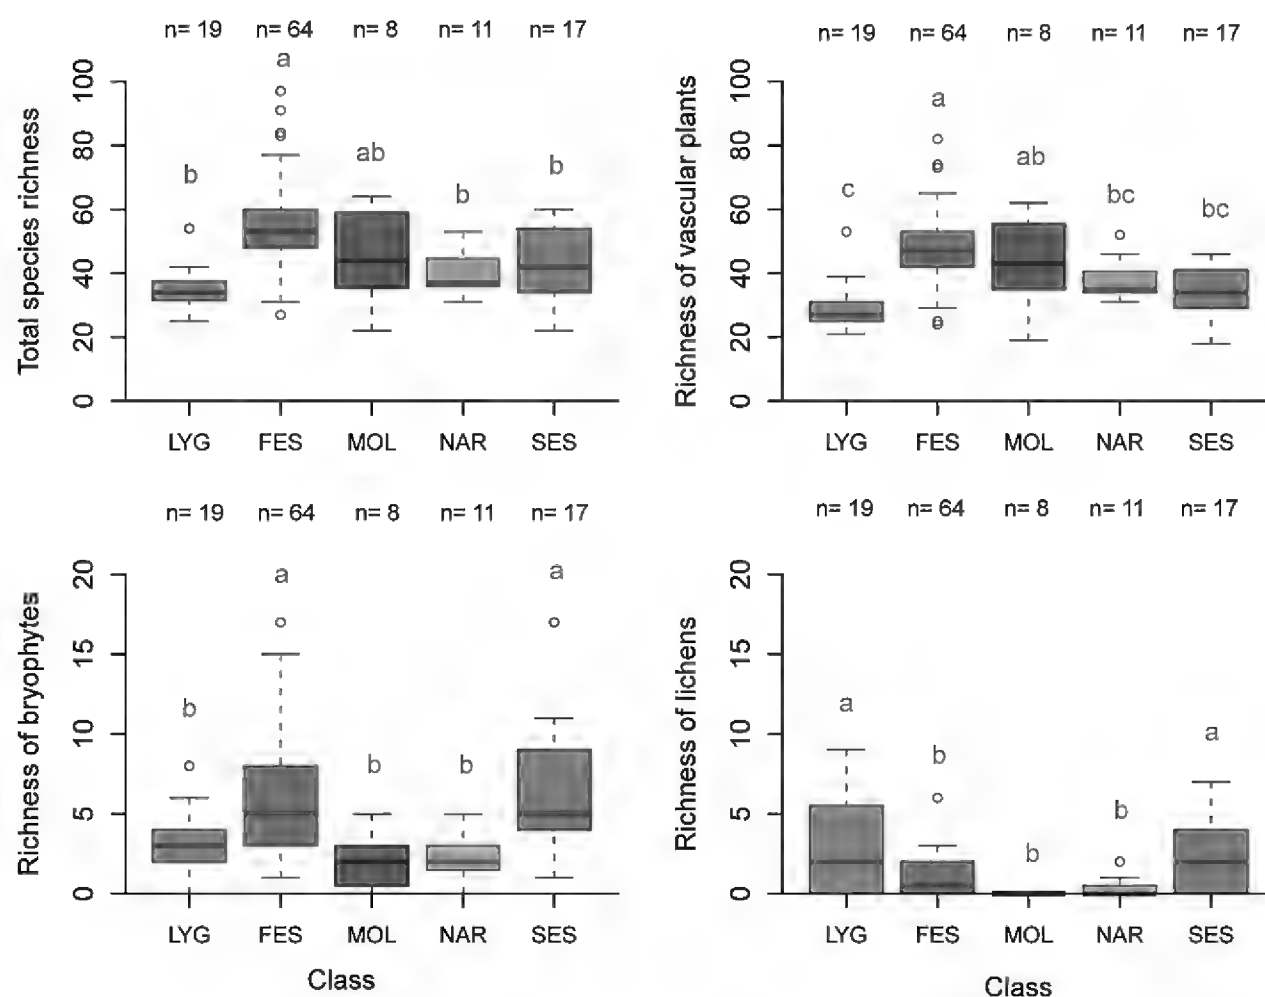 n= 19 n= 64 n= 8 n= 11 n= 17
Total species richness
0 20 40 60 80 100
b a ab b b
LYG FES MOL NAR SES
n= 19 n= 64 n= 8 n= 11 n= 17
Richness of vascular plants
0 20 40 60 80 100
c a ab bc bc
LYG FES MOL NAR SES
n= 19 n= 64 n= 8 n= 11 n= 17
Richness of bryophytes
0 5 10 15 20
b a b b a
LYG FES MOL NAR SES
Class
n= 19 n= 64 n= 8 n= 11 n= 17
Richness of lichens
0 5 10 15 20
a b b b a
LYG FES MOL NAR SES
Class